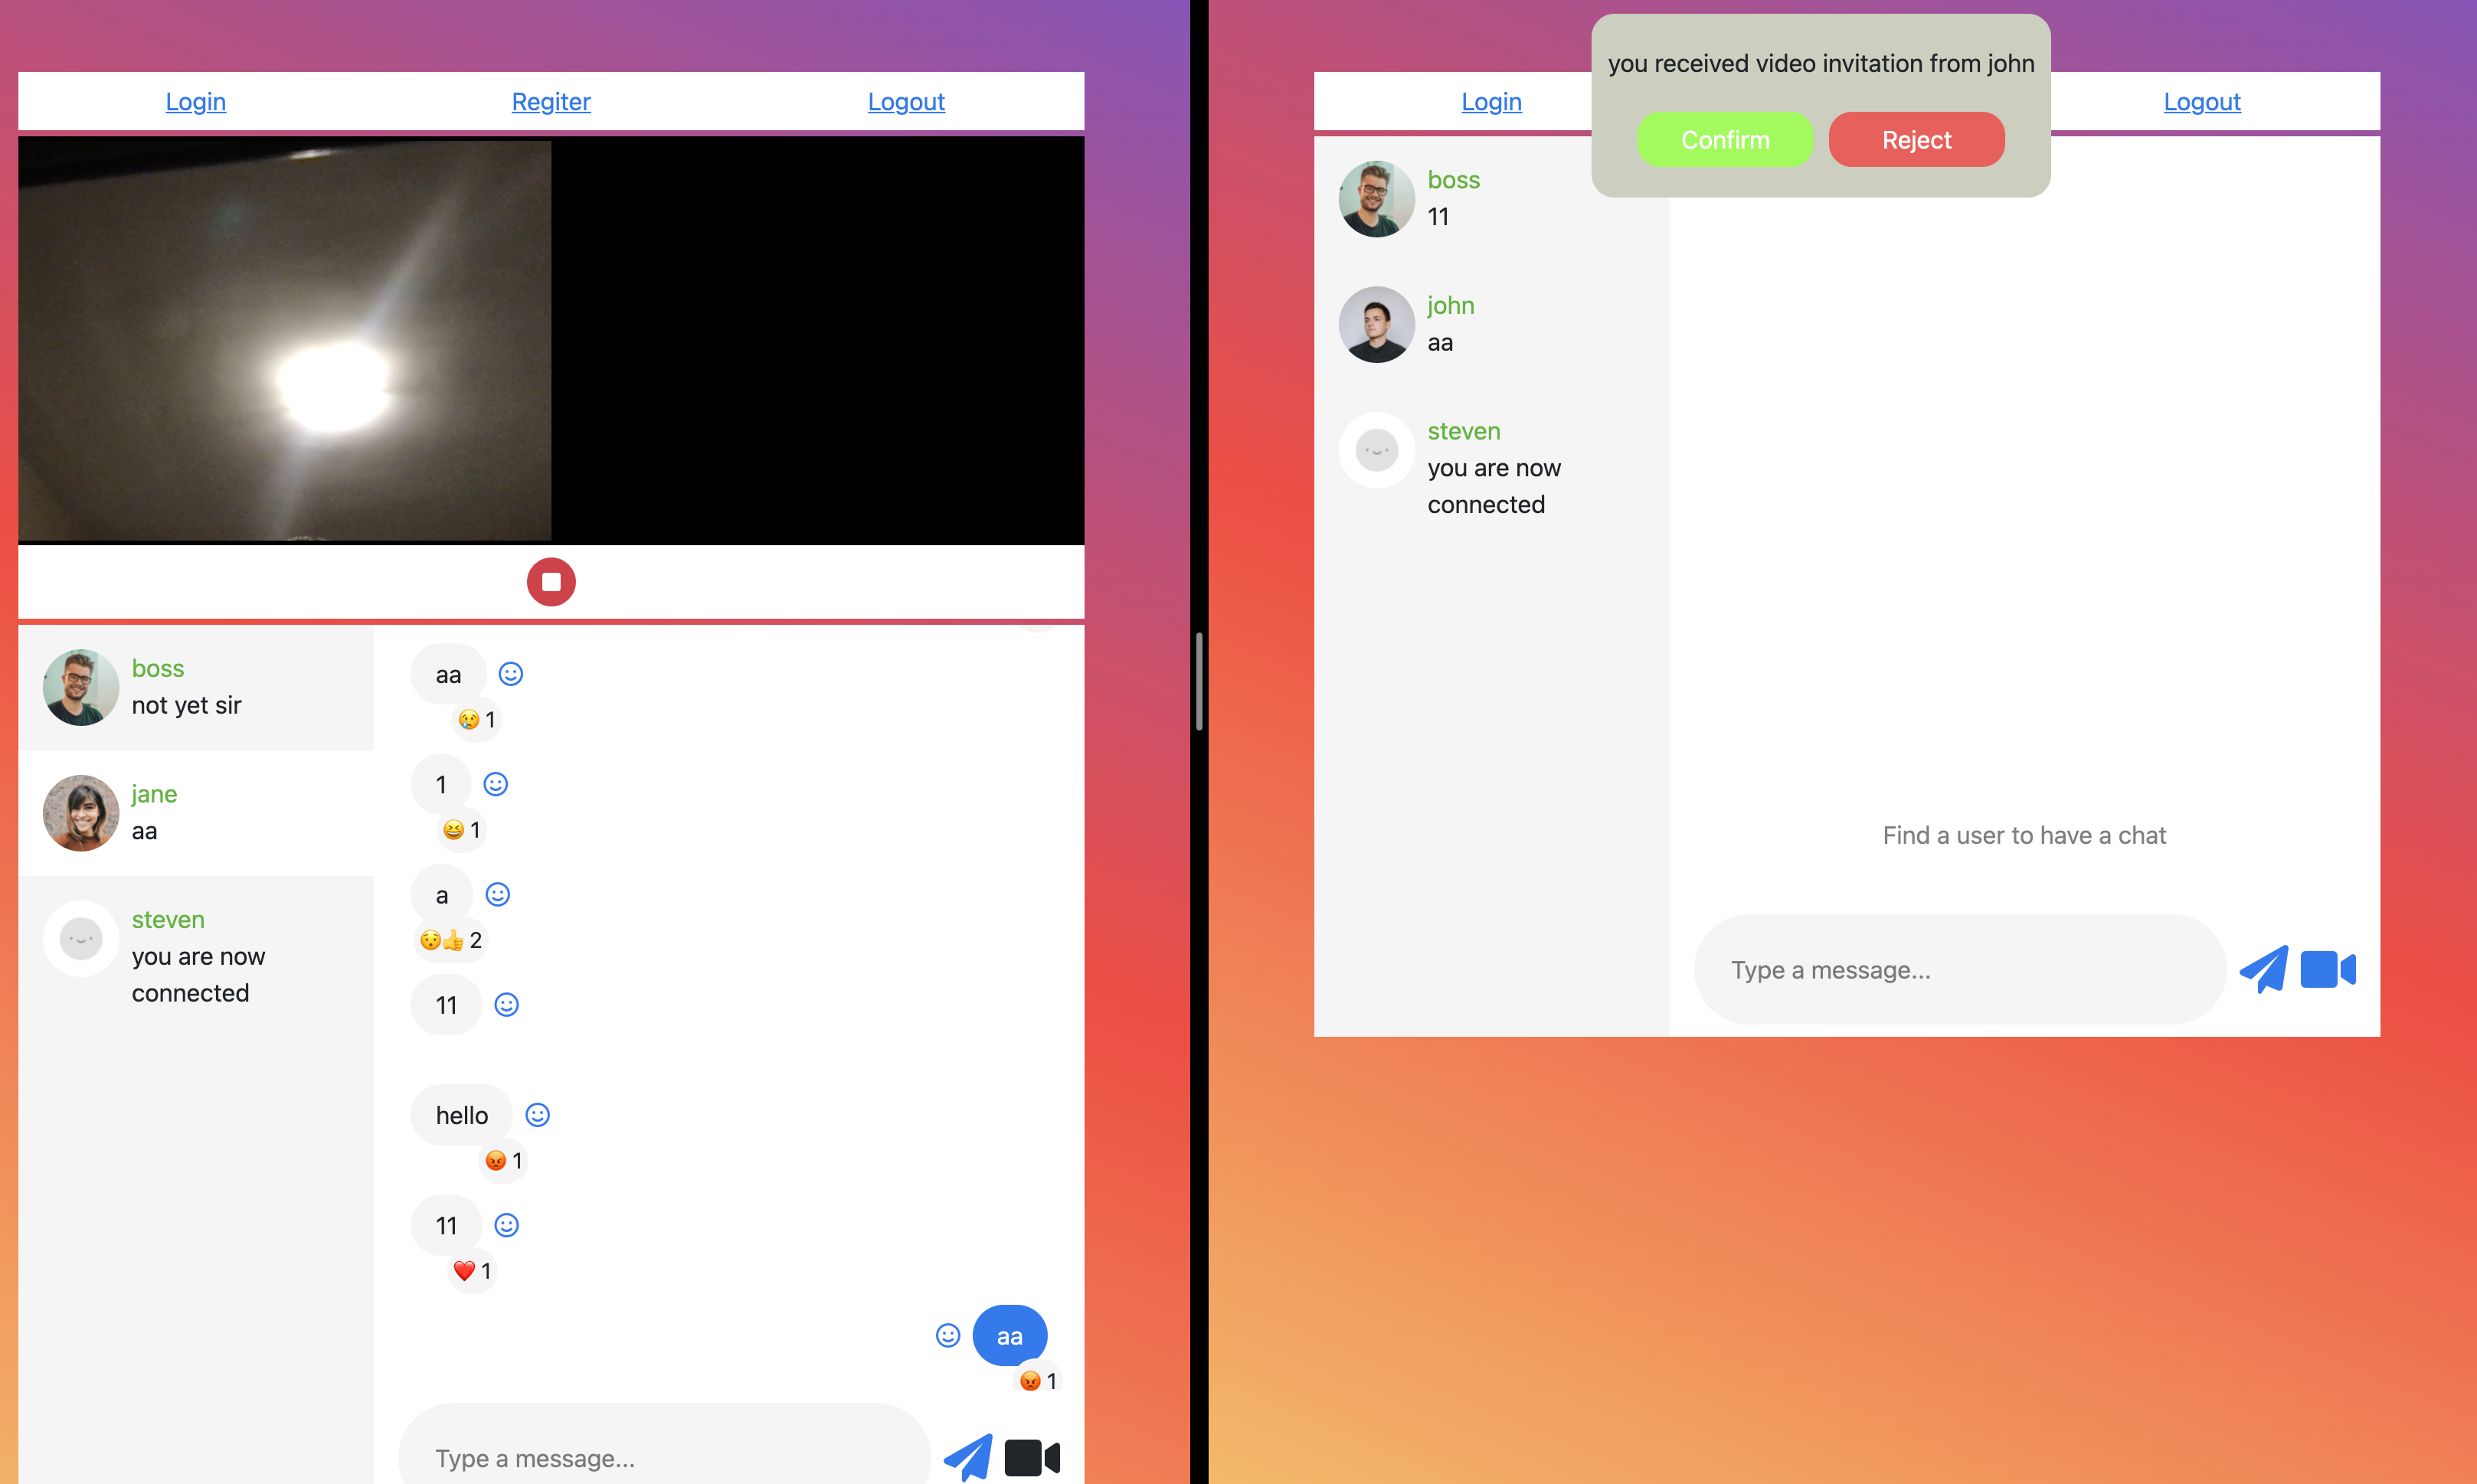 Login Regiter Logout
boss
not yet sir
jane
aa
steven
you are now
connected
aa
😢 1
1
😆 1
a
😯👍 2
11
hello
😡 1
11
❤️ 1
aa
😡 1
Type a message...
you received video invitation from john
Confirm Reject
Login Logout
boss
11
john
aa
steven
you are now
connected
Find a user to have a chat
Type a message...